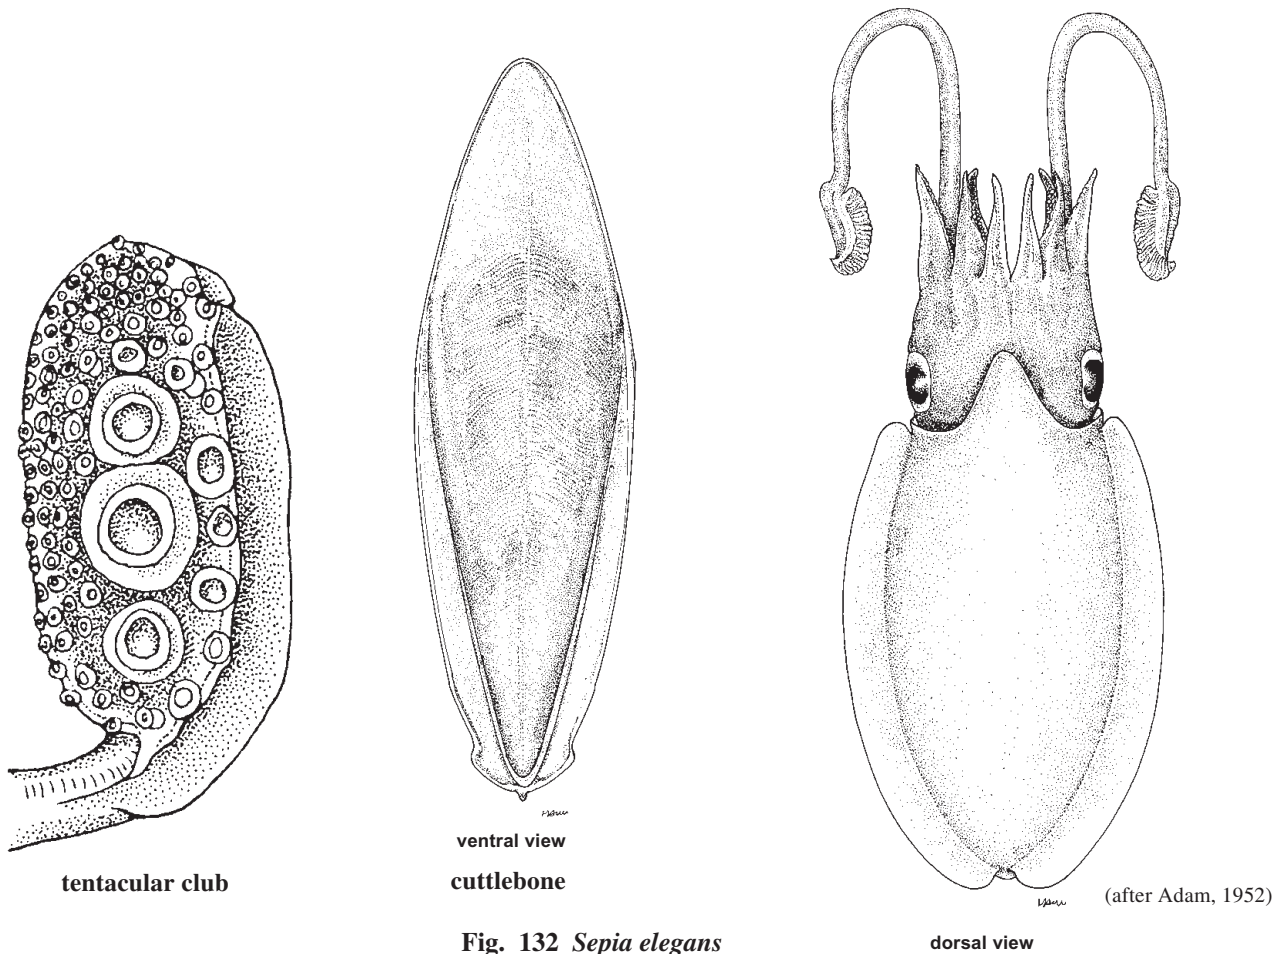 ventral view
tentacular club
cuttlebone
(after Adam, 1952)
Fig. 132 Sepia elegans
dorsal view